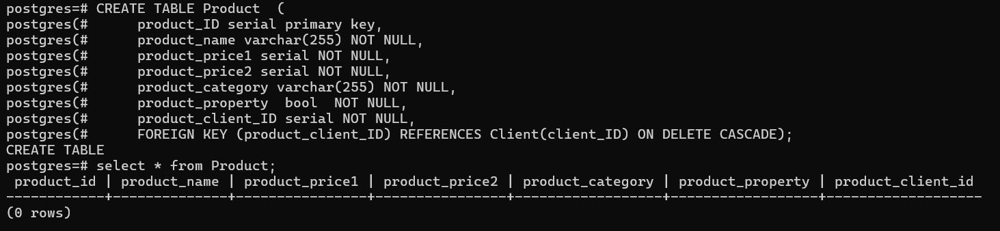 postgres=# CREATE TABLE Product  (
postgres(#      product_ID serial primary key,
postgres(#      product_name varchar(255) NOT NULL,
postgres(#      product_price1 serial NOT NULL,
postgres(#      product_price2 serial NOT NULL,
postgres(#      product_category varchar(255) NOT NULL,
postgres(#      product_property  bool  NOT NULL,
postgres(#      product_client_ID serial NOT NULL,
postgres(#      FOREIGN KEY (product_client_ID) REFERENCES Client(client_ID) ON DELETE CASCADE);
CREATE TABLE
postgres=# select * from Product;
 product_id | product_name | product_price1 | product_price2 | product_category | product_property | product_client_id
------------+--------------+----------------+----------------+------------------+------------------+-------------------
(0 rows)